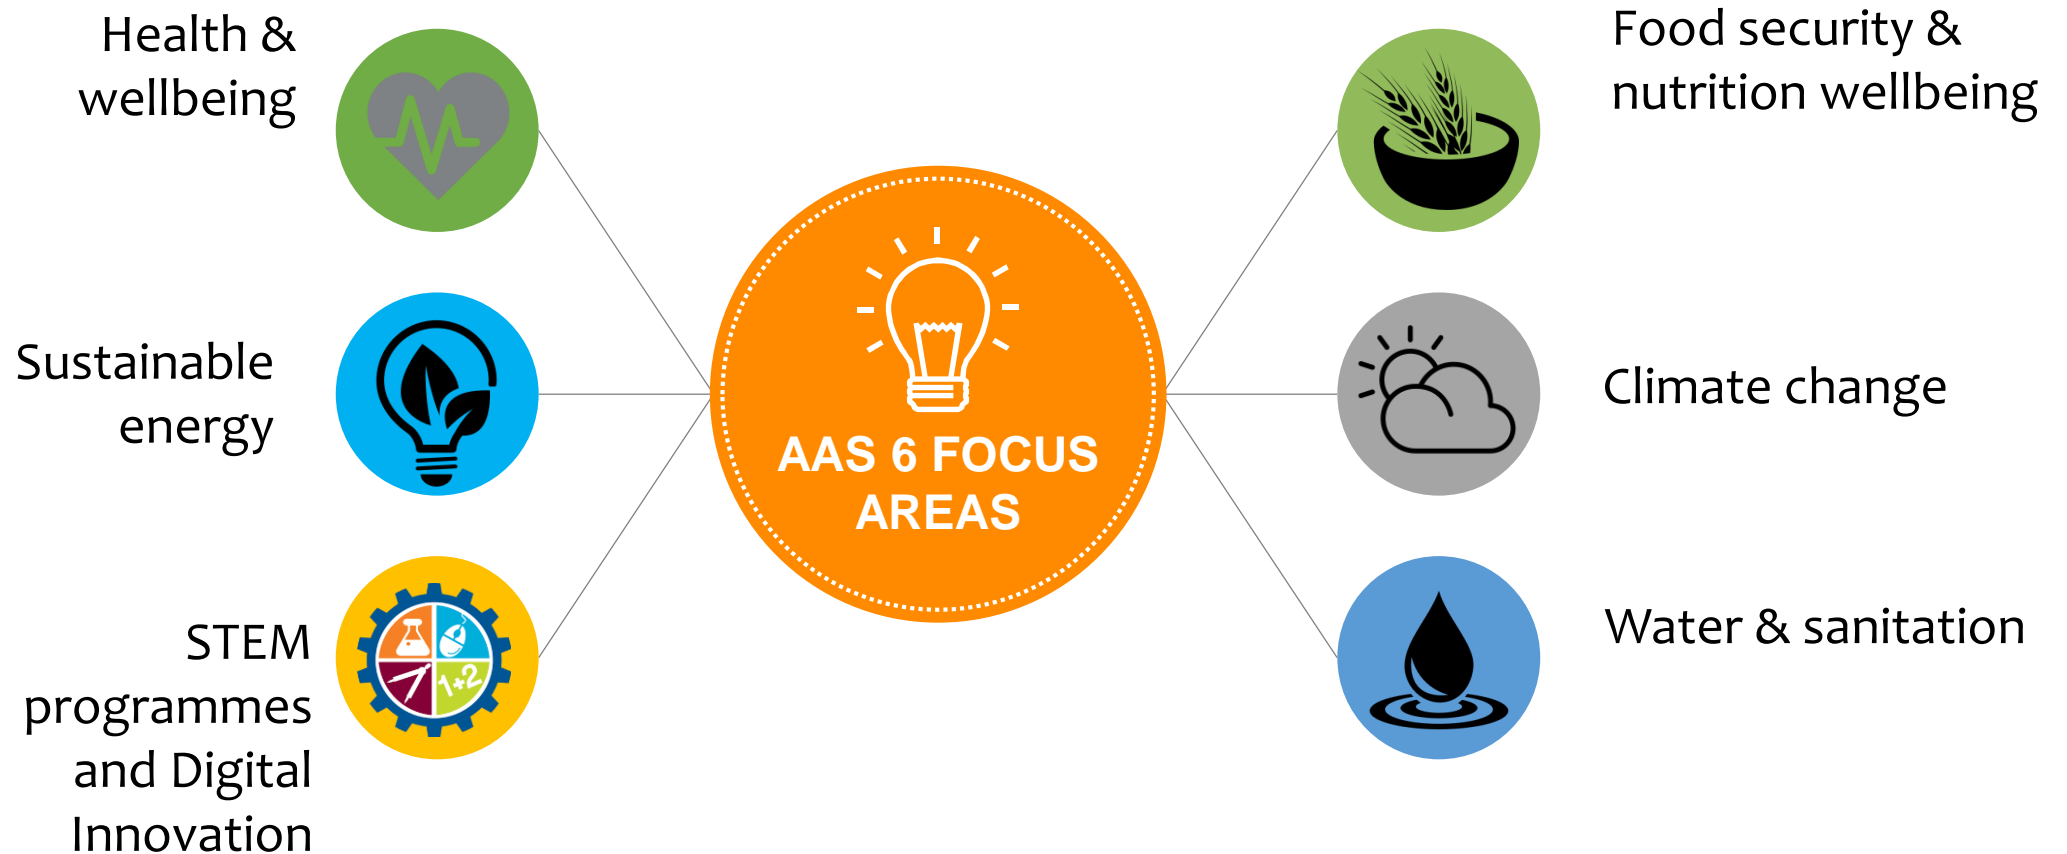 Health &
wellbeing
Sustainable
energy
STEM
programmes
and Digital
Innovation
AAS 6 FOCUS
AREAS
1+2
Food security &
nutrition wellbeing
Climate change
Water & sanitation